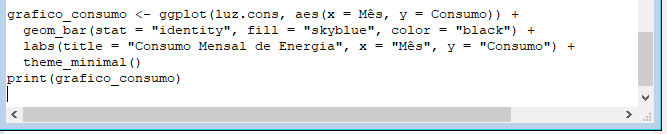 grafico_consumo <- ggplot(luz.cons, aes(x = Mês, y = Consumo)) +
  geom_bar(stat = "identity", fill = "skyblue", color = "black") +
  labs(title = "Consumo Mensal de Energia", x = "Mês", y = "Consumo") +
  theme_minimal()
print(grafico_consumo)